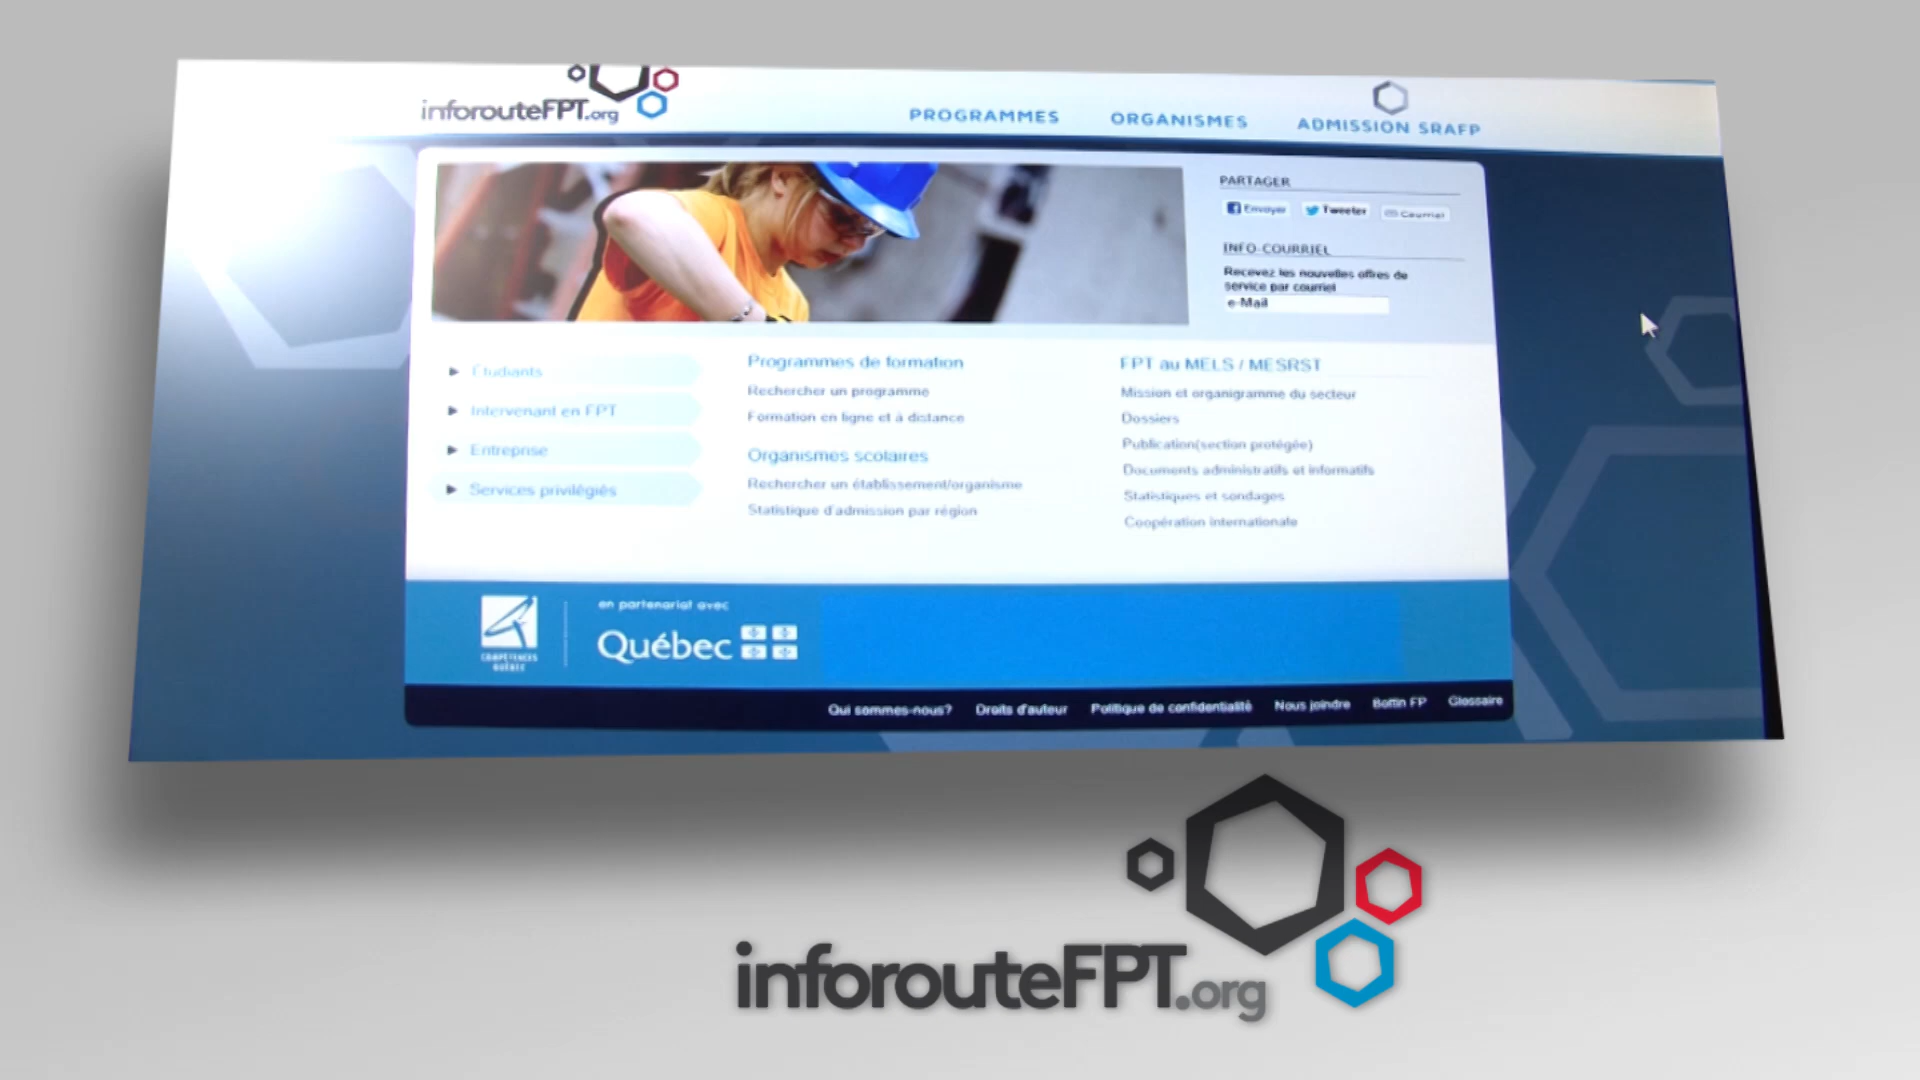 inforouteFPT.org
PROGRAMMES
ORGANISMES
ADMISSION SRAFP
PARTAGER
Envoyer
Tweeter
Courriel
INFO-COURRIEL
Recevez les nouvelles offres de
service par courriel
e-Mail
Étudiants
Intervenant en FPT
Entreprise
Services privilégiés
Programmes de formation
Rechercher un programme
Formation en ligne et à distance
Organismes scolaires
Rechercher un établissement/organisme
Statistique d'admission par région
FPT au MELS / MESRST
Mission et organigramme du secteur
Dossiers
Publication(section protégée)
Documents administratifs et informatifs
Statistiques et sondages
Coopération internationale
COMPÉTENCES
QUÉBEC
en partenariat avec
Québec
Qui sommes-nous?
Droits d'auteur
Politique de confidentialité
Nous joindre
Bottin FP
Glossaire
inforouteFPT.org